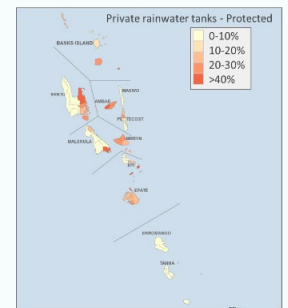 Private rainwater tanks - Protected
0-10%
10-20%
20-30%
>40%
BANKS ISLAND
MAEWO
AMBAE
PENTECOST
MALEKULA
EPI
EFATE
ERROMANGO
TANNA